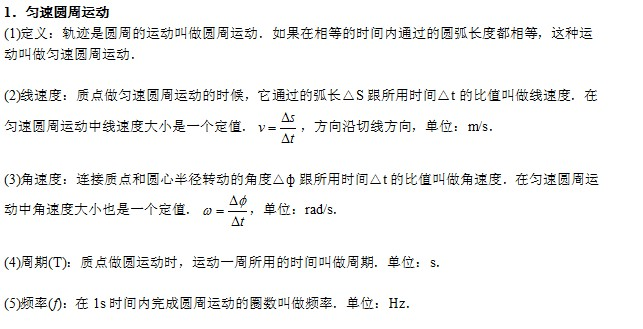 1．匀速圆周运动
(1)定义：轨迹是圆周的运动叫做圆周运动．如果在相等的时间内通过的圆弧长度都相等，这种运
动叫做匀速圆周运动．
(2)线速度：质点做匀速圆周运动的时候，它通过的弧长△S 跟所用时间△t 的比值叫做线速度．在
匀速圆周运动中线速度大小是一个定值． v = Δs/Δt ，方向沿切线方向，单位：m/s．
(3)角速度：连接质点和圆心半径转动的角度△φ 跟所用时间△t 的比值叫做角速度．在匀速圆周运
动中角速度大小也是一个定值． ω = Δϕ/Δt ，单位：rad/s．
(4)周期(T)：质点做圆运动时，运动一周所用的时间叫做周期．单位：s．
(5)频率(f)：在 1s 时间内完成圆周运动的圈数叫做频率．单位：Hz．